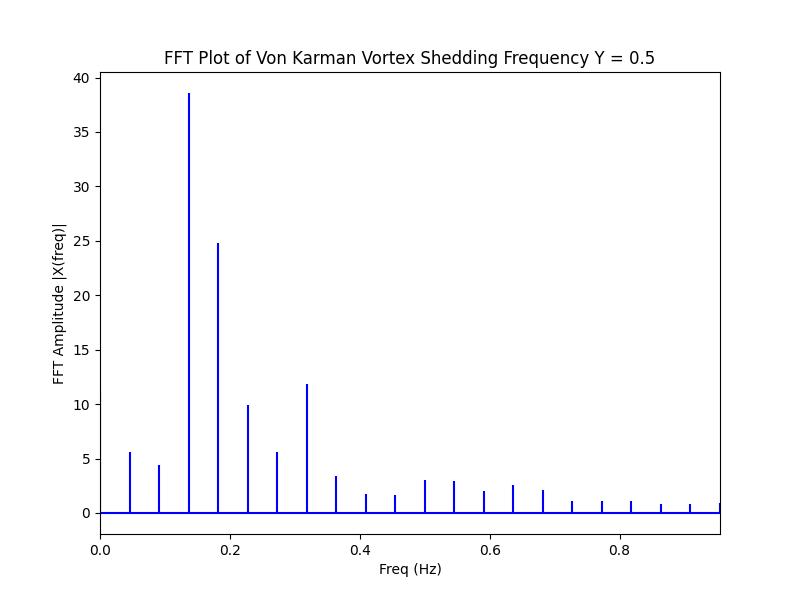 FFT Plot of Von Karman Vortex Shedding Frequency Y = 0.5
FFT Amplitude |X(freq)|
40
35
30
25
20
15
10
5
0
0.0 0.2 0.4 0.6 0.8
Freq (Hz)